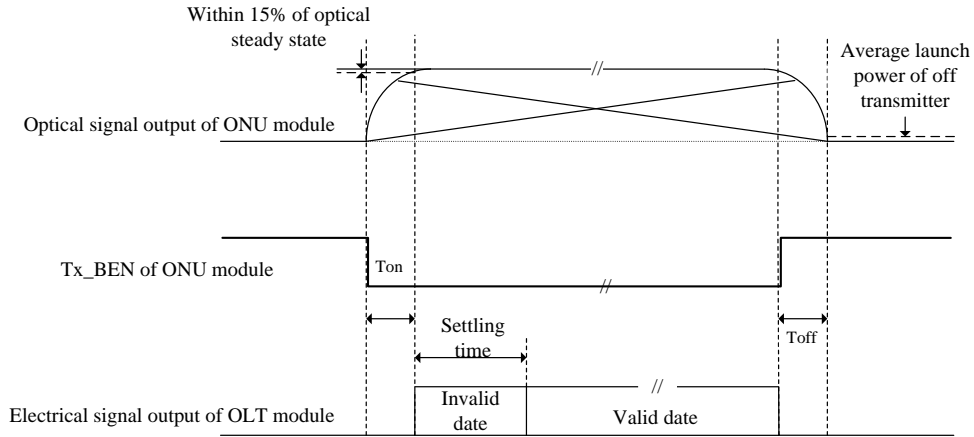 Within 15% of optical
steady state
Average launch
power of off
transmitter
Optical signal output of ONU module
Tx_BEN of ONU module
Ton
Settling
time
Toff
Electrical signal output of OLT module
Invalid
date
Valid date